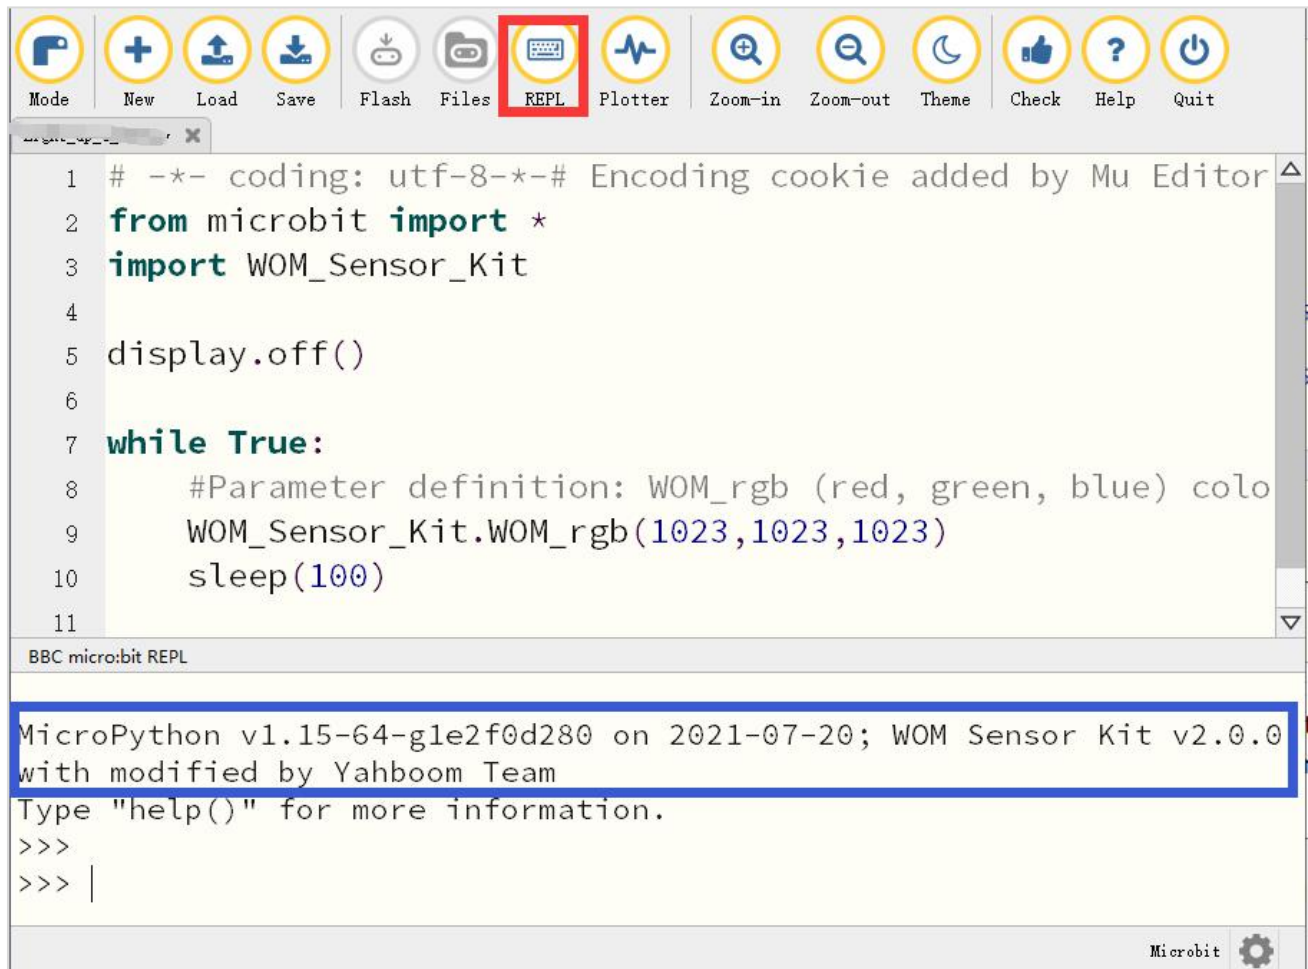 Mode New Load Save Flash Files REPL Plotter Zoom-in Zoom-out Theme Check Help Quit
1 # -*- coding: utf-8-*-# Encoding cookie added by Mu Editor
2 from microbit import *
3 import WOM_Sensor_Kit
4
5 display.off()
6
7 while True:
8 #Parameter definition: WOM_rgb (red, green, blue) colo
9 WOM_Sensor_Kit.WOM_rgb(1023,1023,1023)
10 sleep(100)
11
BBC micro:bit REPL
MicroPython v1.15-64-g1e2f0d280 on 2021-07-20; WOM Sensor Kit v2.0.0
with modified by Yahboom Team
Type "help()" for more information.
>>>
>>>
Microbit